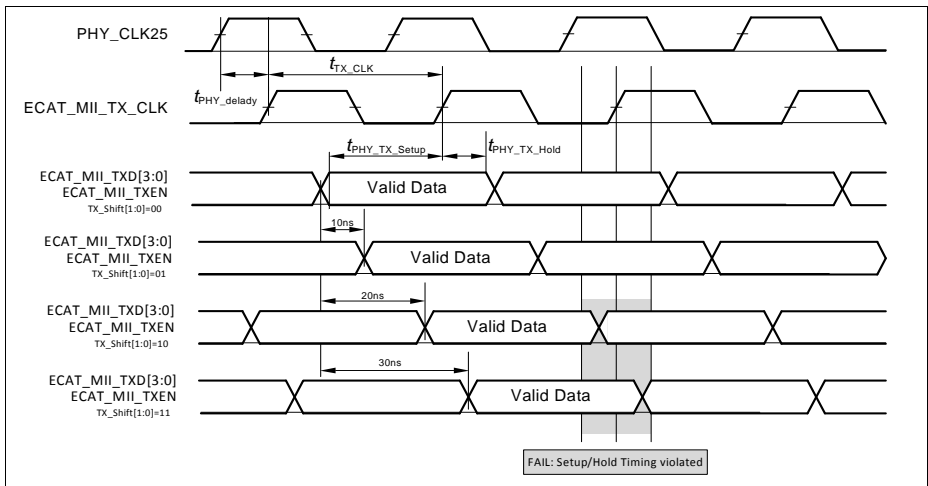 PHY_CLK25
tTX_CLK
tPHY_delady
ECAT_MII_TX_CLK
tPHY_TX_Setup
tPHY_TX_Hold
ECAT_MII_TXD[3:0]
ECAT_MII_TXEN
TX_Shift[1:0]=00
Valid Data
10ns
ECAT_MII_TXD[3:0]
ECAT_MII_TXEN
TX_Shift[1:0]=01
Valid Data
20ns
ECAT_MII_TXD[3:0]
ECAT_MII_TXEN
TX_Shift[1:0]=10
Valid Data
30ns
ECAT_MII_TXD[3:0]
ECAT_MII_TXEN
TX_Shift[1:0]=11
Valid Data
FAIL: Setup/Hold Timing violated